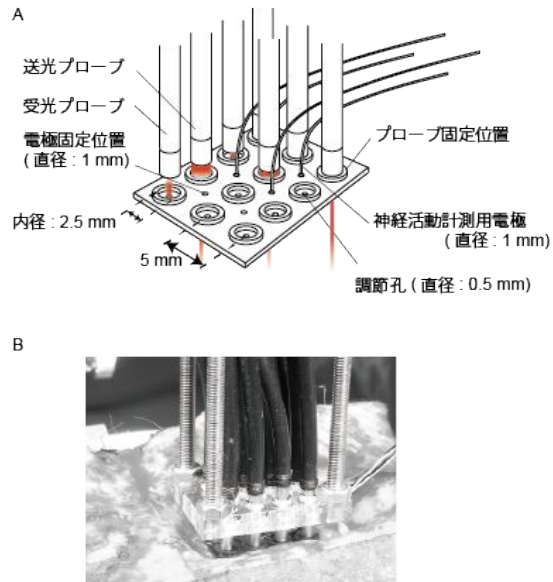 A
送光プローブ
受光プローブ
電極固定位置
(直径 : 1 mm)
プローブ固定位置
内径 : 2.5 mm
神経活動計測用電極
(直径 : 1 mm)
5 mm
調節孔 ( 直径 : 0.5 mm)
B